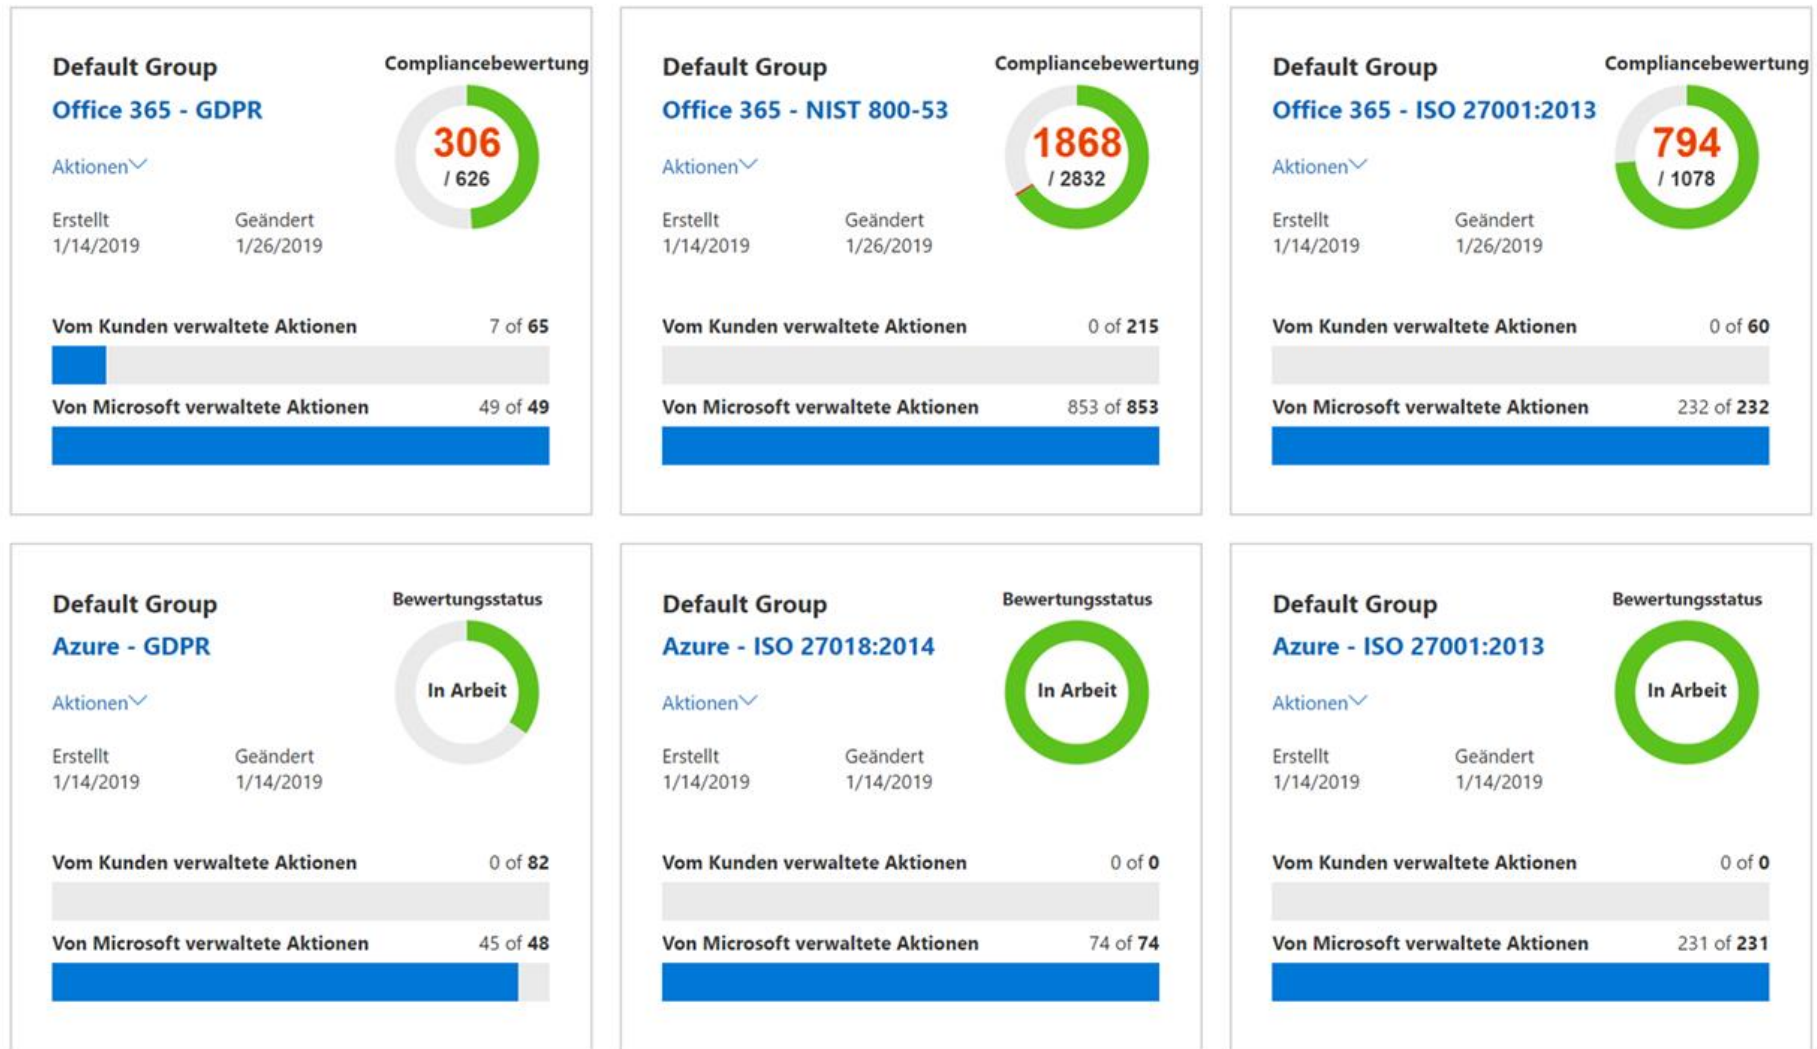 Default Group
Compliancebewertung
Office 365 - GDPR
306
/ 626
Aktionen
Erstellt Geändert
1/14/2019 1/26/2019
Vom Kunden verwaltete Aktionen 7 of 65
Von Microsoft verwaltete Aktionen 49 of 49
Default Group
Compliancebewertung
Office 365 - NIST 800-53
1868
/ 2832
Aktionen
Erstellt Geändert
1/14/2019 1/26/2019
Vom Kunden verwaltete Aktionen 0 of 215
Von Microsoft verwaltete Aktionen 853 of 853
Default Group
Compliancebewertung
Office 365 - ISO 27001:2013
794
/ 1078
Aktionen
Erstellt Geändert
1/14/2019 1/26/2019
Vom Kunden verwaltete Aktionen 0 of 60
Von Microsoft verwaltete Aktionen 232 of 232
Default Group
Bewertungsstatus
Azure - GDPR
In Arbeit
Aktionen
Erstellt Geändert
1/14/2019 1/14/2019
Vom Kunden verwaltete Aktionen 0 of 82
Von Microsoft verwaltete Aktionen 45 of 48
Default Group
Bewertungsstatus
Azure - ISO 27018:2014
In Arbeit
Aktionen
Erstellt Geändert
1/14/2019 1/14/2019
Vom Kunden verwaltete Aktionen 0 of 0
Von Microsoft verwaltete Aktionen 74 of 74
Default Group
Bewertungsstatus
Azure - ISO 27001:2013
In Arbeit
Aktionen
Erstellt Geändert
1/14/2019 1/14/2019
Vom Kunden verwaltete Aktionen 0 of 0
Von Microsoft verwaltete Aktionen 231 of 231